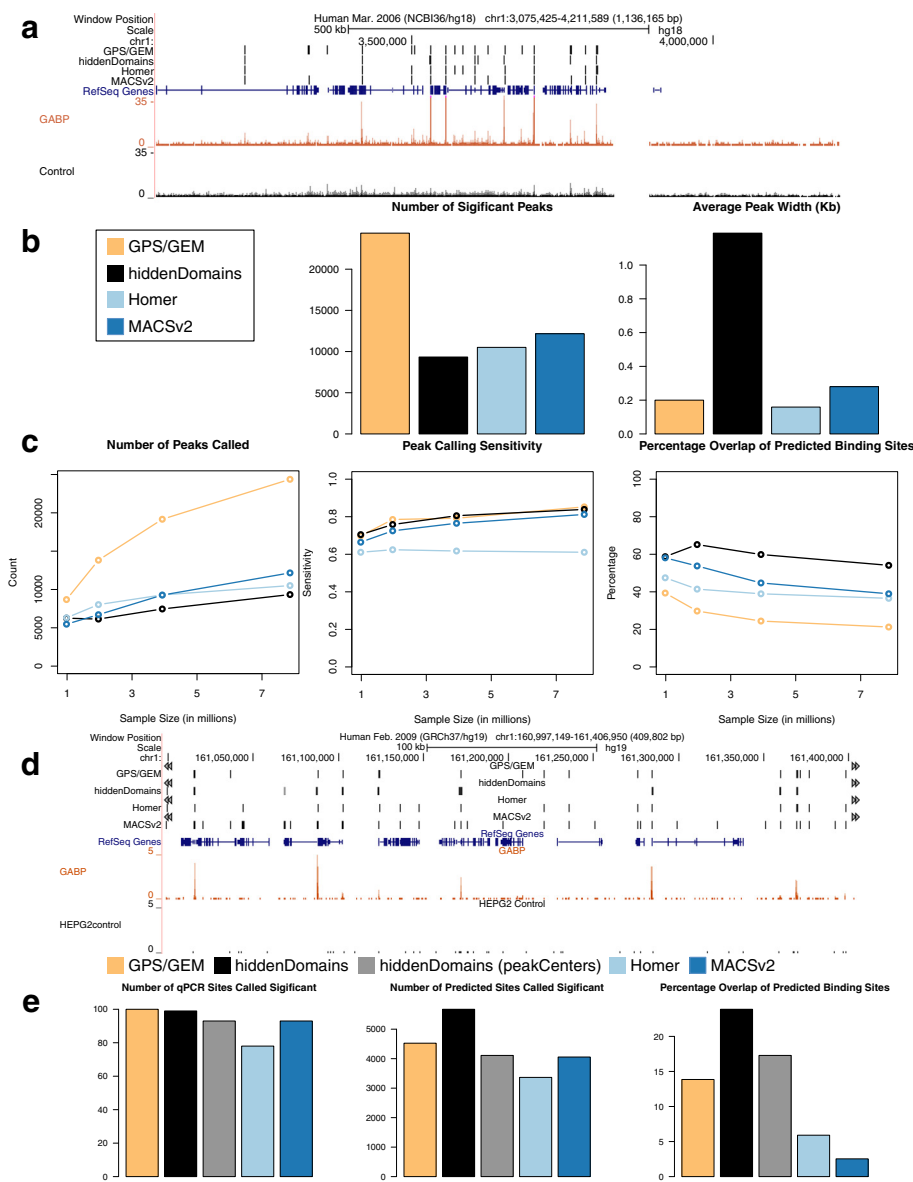 a
Window Position
Human Mar. 2006 (NCBI36/hg18) chr1:3,075,425-4,211,589 (1,136,165 bp)
Scale
500 kb
hg18
chr1:
3,500,000
4,000,000
GPS/GEM
hiddenDomains
Homer
MACSv2
RefSeq Genes
35
GABP
0
35
Control
0
Number of Sigificant Peaks
Average Peak Width (Kb)
b
GPS/GEM
hiddenDomains
Homer
MACSv2
20000
15000
10000
5000
0
1.0
0.8
0.6
0.4
0.2
0.0
c
Number of Peaks Called
Peak Calling Sensitivity
Percentage Overlap of Predicted Binding Sites
Count
20000
10000
5000
0
1 3 5 7
Sample Size (in millions)
Sensitivity
1.0
0.8
0.6
0.4
0.2
0.0
1 3 5 7
Sample Size (in millions)
Percentage
100
80
60
40
20
0
1 3 5 7
Sample Size (in millions)
d
Window Position
Human Feb. 2009 (GRCh37/hg19) chr1:160,997,149-161,406,950 (409,802 bp)
Scale
100 kb
hg19
chr1:
161,050,000
161,100,000
161,150,000
161,200,000
161,250,000
161,300,000
161,350,000
161,400,000
GPS/GEM
GPS/GEM
hiddenDomains
hiddenDomains
Homer
Homer
MACSv2
MACSv2
RefSeq Genes
RefSeq Genes
GABP
5
GABP
0
HEPG2 Control
5
HEPG2control
0
GPS/GEM
hiddenDomains
hiddenDomains (peakCenters)
Homer
MACSv2
e
Number of qPCR Sites Called Sigificant
Number of Predicted Sites Called Sigificant
Percentage Overlap of Predicted Binding Sites
100
80
60
40
20
0
5000
4000
3000
2000
1000
0
20
15
10
5
0